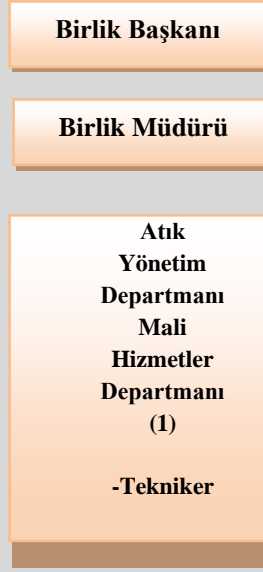 Birlik Başkanı
Birlik Müdürü
Atık
Yönetim
Departmanı
Mali
Hizmetler
Departmanı
(1)
-Tekniker